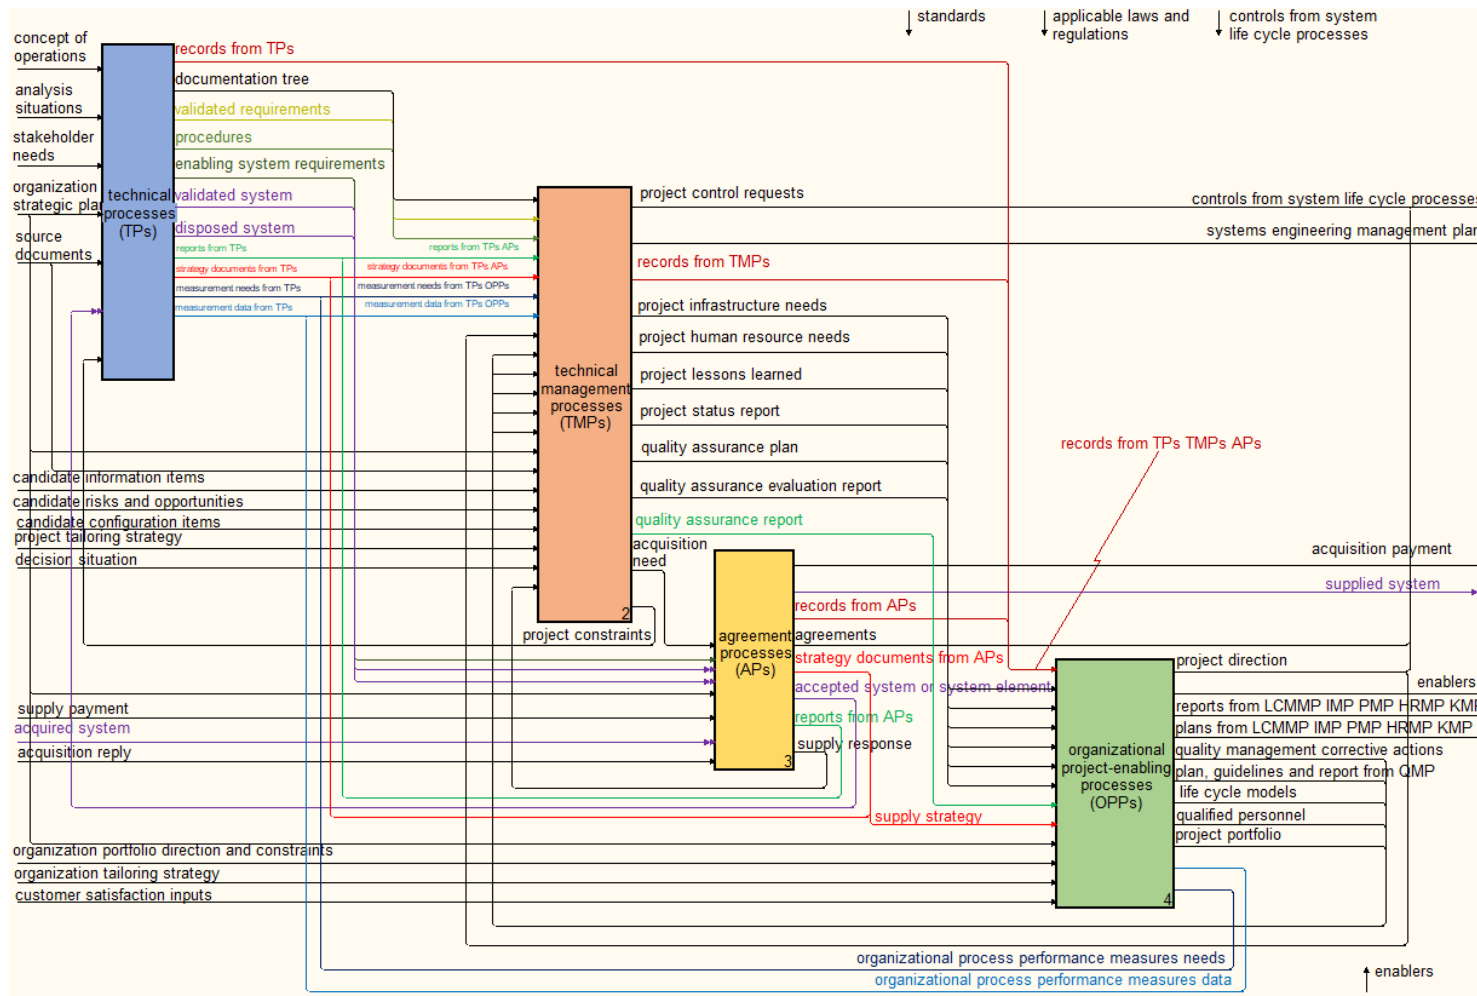 standards
applicable laws and
regulations
controls from system
life cycle processes
concept of
operations
analysis
situations
stakeholder
needs
organization
strategic plan
source
documents
technical
processes
(TPs)
records from TPs
documentation tree
validated requirements
procedures
enabling system requirements
validated system
disposed system
reports from TPs
strategy documents from TPs
measurement needs from TPs
measurement data from TPs
reports from TPs APs
strategy documents from TPs APs
measurement needs from TPs OPPs
measurement data from TPs OPPs
technical
management
processes
(TMPs)
2
project control requests
controls from system life cycle processes
systems engineering management plan
records from TMPs
project infrastructure needs
project human resource needs
project lessons learned
project status report
quality assurance plan
quality assurance evaluation report
quality assurance report
acquisition
need
project constraints
records from TPs TMPs APs
candidate information items
candidate risks and opportunities
candidate configuration items
project tailoring strategy
decision situation
agreement
processes
(APs)
3
acquisition payment
supplied system
records from APs
agreements
strategy documents from APs
accepted system or system element
reports from APs
supply response
supply strategy
supply payment
acquired system
acquisition reply
organizational
project-enabling
processes
(OPPs)
4
project direction
enablers
reports from LCMMP IMP PMP HRMP KMP
plans from LCMMP IMP PMP HRMP KMP
quality management corrective actions
plan, guidelines and report from QMP
life cycle models
qualified personnel
project portfolio
organization portfolio direction and constraints
organization tailoring strategy
customer satisfaction inputs
organizational process performance measures needs
organizational process performance measures data
enablers